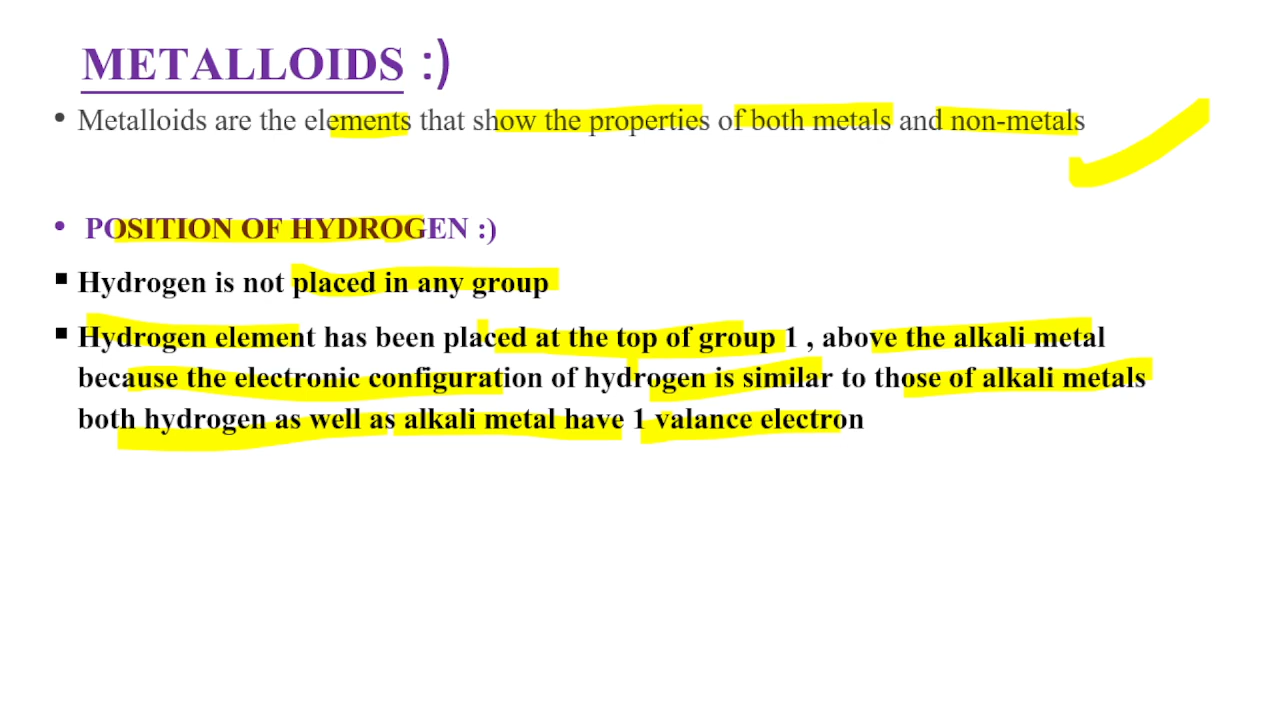 METALLOIDS :)
• Metalloids are the elements that show the properties of both metals and non-metals
• POSITION OF HYDROGEN :)
▪ Hydrogen is not placed in any group
▪ Hydrogen element has been placed at the top of group 1 , above the alkali metal
because the electronic configuration of hydrogen is similar to those of alkali metals
both hydrogen as well as alkali metal have 1 valance electron